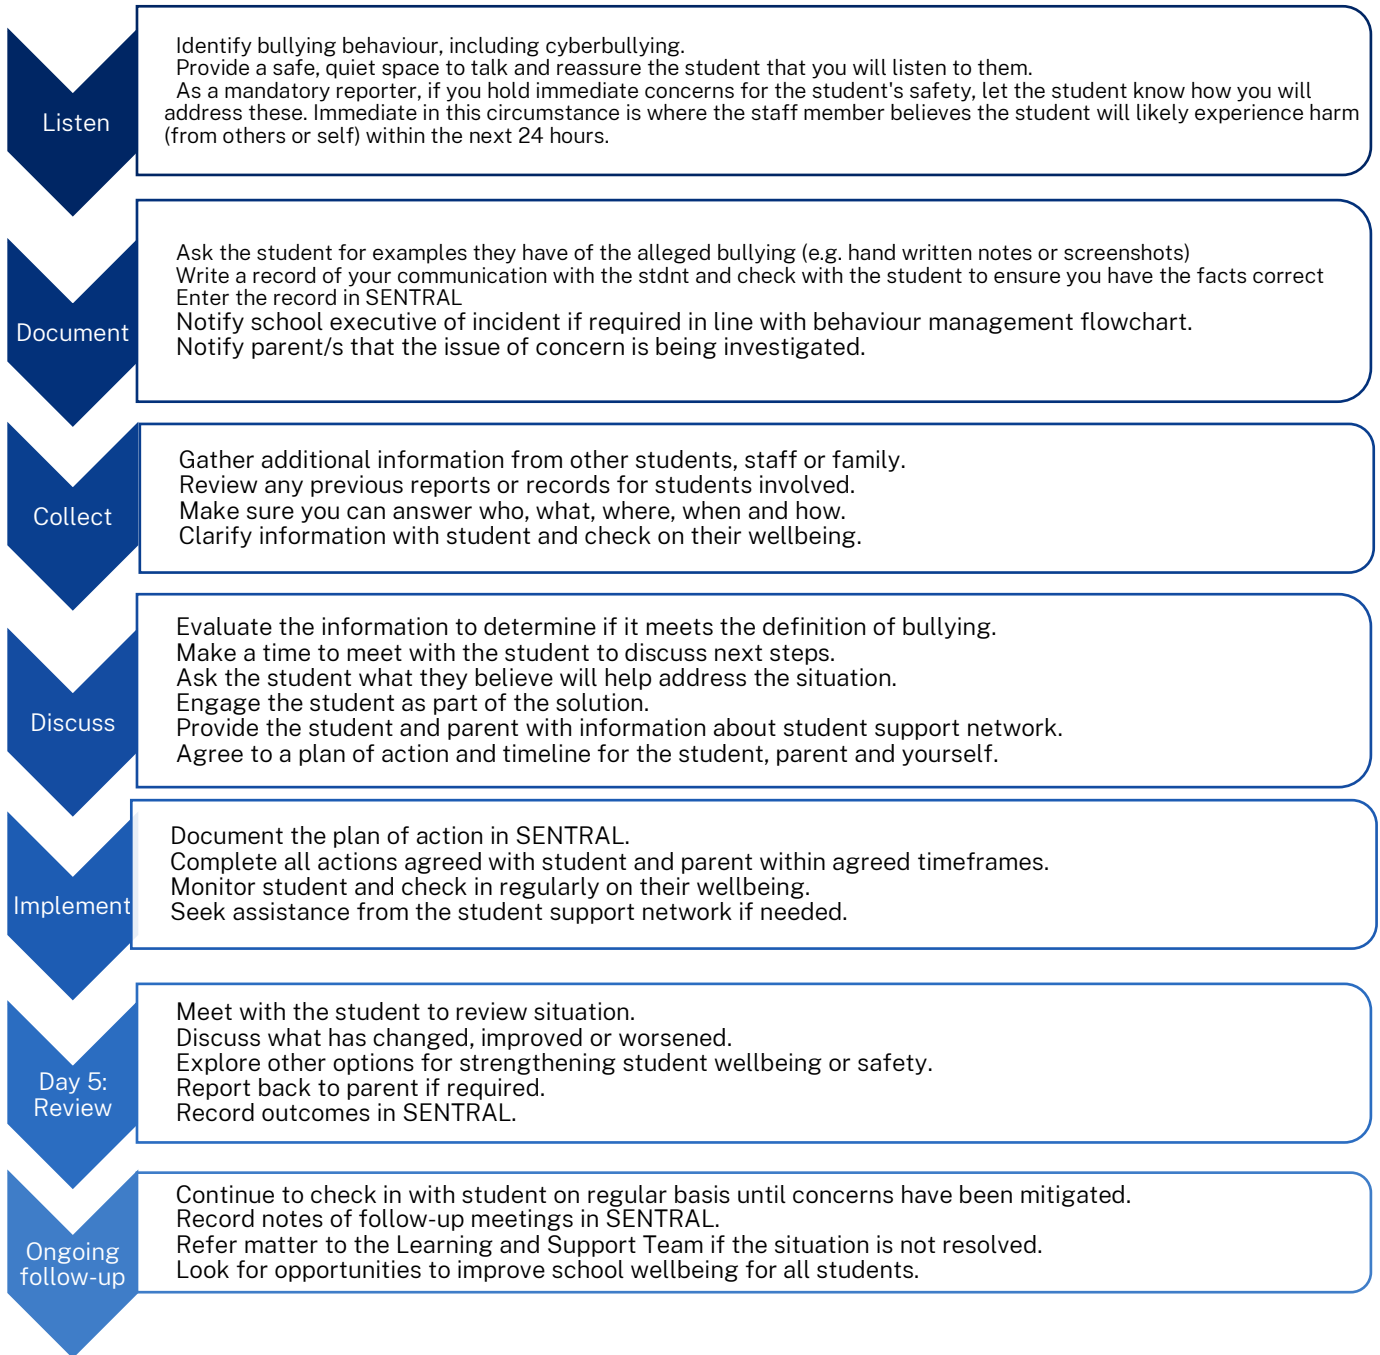 Listen
Identify bullying behaviour, including cyberbullying.
Provide a safe, quiet space to talk and reassure the student that you will listen to them.
As a mandatory reporter, if you hold immediate concerns for the student's safety, let the student know how you will
address these. Immediate in this circumstance is where the staff member believes the student will likely experience harm
(from others or self) within the next 24 hours.
Document
Ask the student for examples they have of the alleged bullying (e.g. hand written notes or screenshots)
Write a record of your communication with the stdnt and check with the student to ensure you have the facts correct
Enter the record in SENTRAL
Notify school executive of incident if required in line with behaviour management flowchart.
Notify parent/s that the issue of concern is being investigated.
Collect
Gather additional information from other students, staff or family.
Review any previous reports or records for students involved.
Make sure you can answer who, what, where, when and how.
Clarify information with student and check on their wellbeing.
Discuss
Evaluate the information to determine if it meets the definition of bullying.
Make a time to meet with the student to discuss next steps.
Ask the student what they believe will help address the situation.
Engage the student as part of the solution.
Provide the student and parent with information about student support network.
Agree to a plan of action and timeline for the student, parent and yourself.
Implement
Document the plan of action in SENTRAL.
Complete all actions agreed with student and parent within agreed timeframes.
Monitor student and check in regularly on their wellbeing.
Seek assistance from the student support network if needed.
Day 5:
Review
Meet with the student to review situation.
Discuss what has changed, improved or worsened.
Explore other options for strengthening student wellbeing or safety.
Report back to parent if required.
Record outcomes in SENTRAL.
Ongoing
follow-up
Continue to check in with student on regular basis until concerns have been mitigated.
Record notes of follow-up meetings in SENTRAL.
Refer matter to the Learning and Support Team if the situation is not resolved.
Look for opportunities to improve school wellbeing for all students.